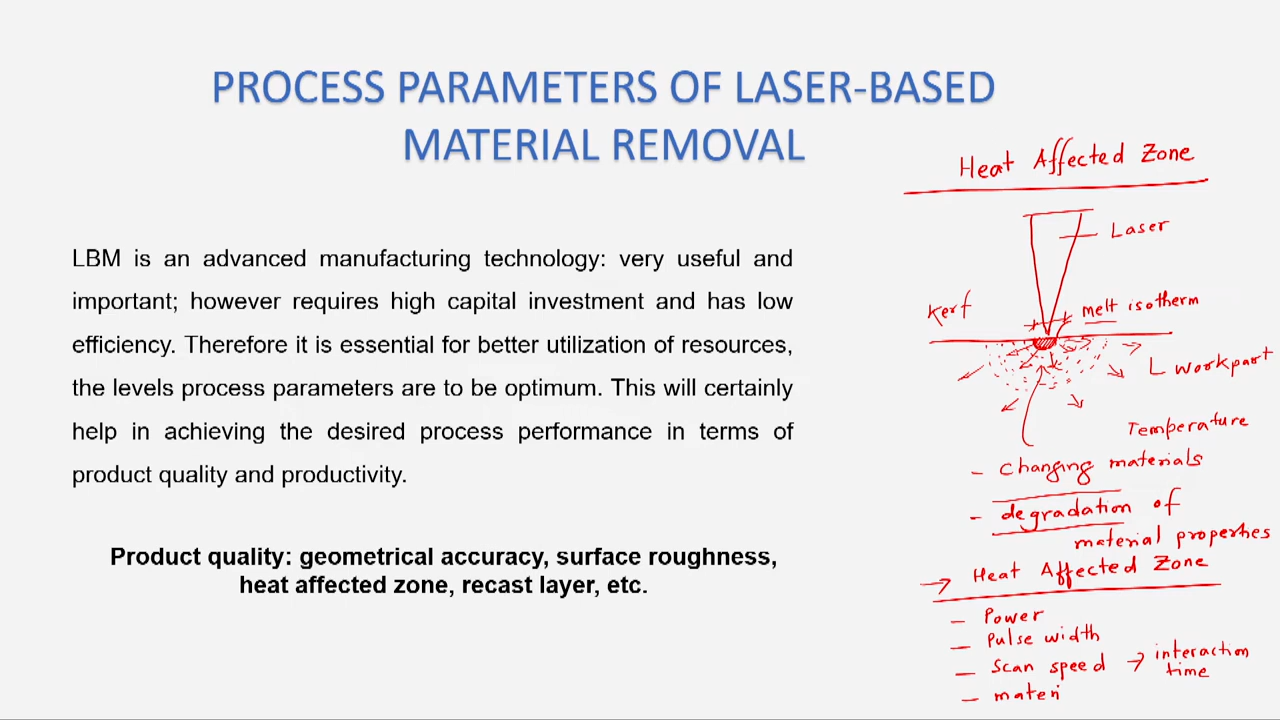 PROCESS PARAMETERS OF LASER-BASED
MATERIAL REMOVAL
LBM is an advanced manufacturing technology: very useful and
important; however requires high capital investment and has low
efficiency. Therefore it is essential for better utilization of resources,
the levels process parameters are to be optimum. This will certainly
help in achieving the desired process performance in terms of
product quality and productivity.
Product quality: geometrical accuracy, surface roughness,
heat affected zone, recast layer, etc.
Heat Affected Zone
Laser
Kerf
melt isotherm
workpart
Temperature
- changing materials
- degradation of
material properties
→ Heat Affected Zone
- Power
- Pulse width
- Scan speed → interaction
time
- materi